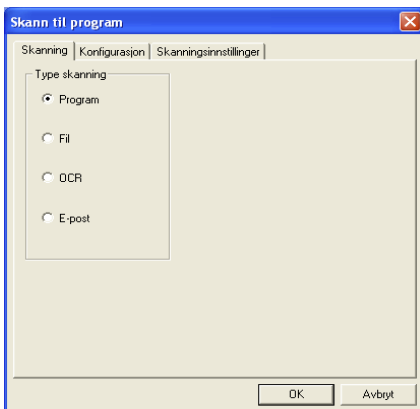 Skann til program
Skanning Konfigurasjon Skanningsinnstillinger
Type skanning
Program
Fil
OCR
E-post
OK Avbryt